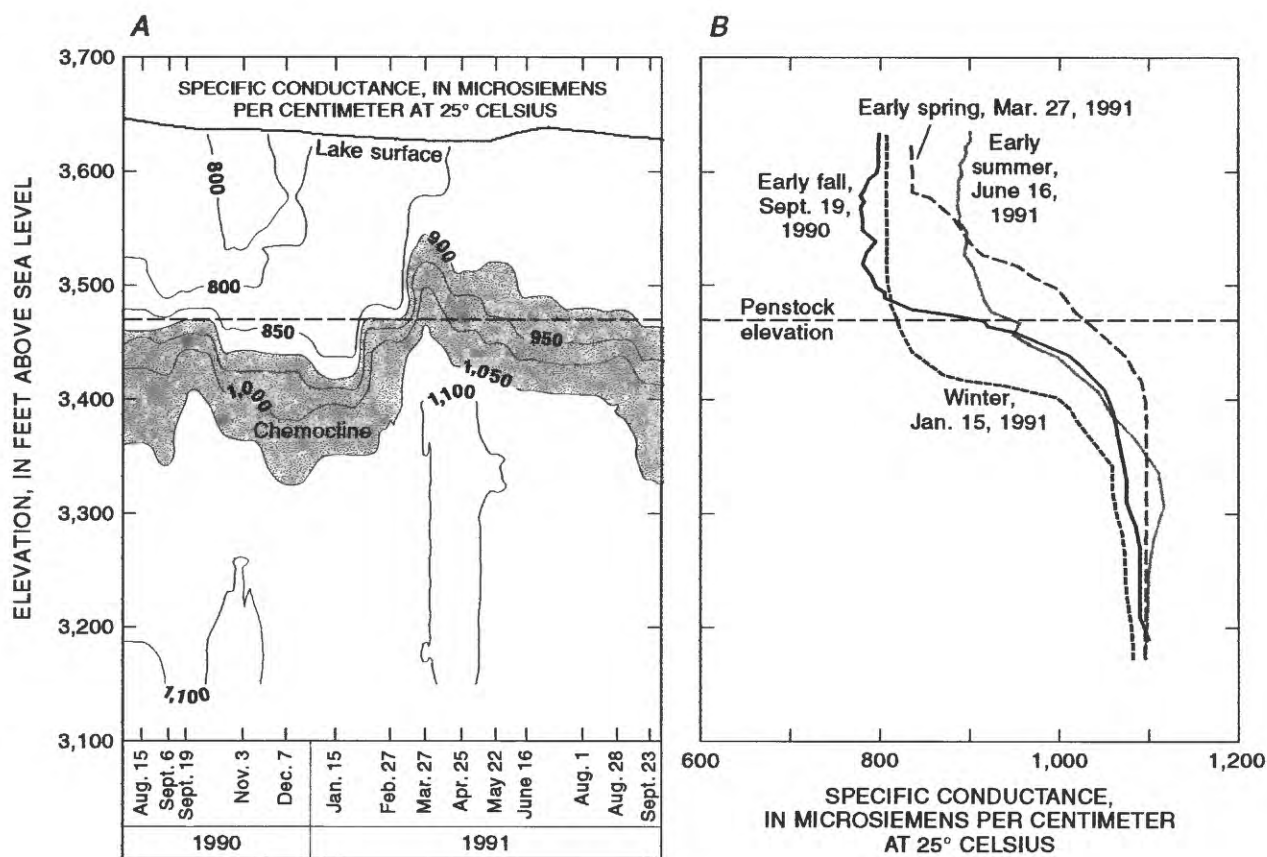 A
3,700
3,600
3,500
3,400
3,300
3,200
3,100
ELEVATION, IN FEET ABOVE SEA LEVEL
SPECIFIC CONDUCTANCE, IN MICROSIEMENS
PER CENTIMETER AT 25° CELSIUS
Lake surface
800
800
850
900
950
1,000
1,050
1,100
Chemocline
1,100
Aug. 15
Sept. 6
Sept. 19
Nov. 3
Dec. 7
Jan. 15
Feb. 27
Mar. 27
Apr. 25
May 22
June 16
Aug. 1
Aug. 28
Sept. 23
1990
1991
B
Early spring, Mar. 27, 1991
Early
summer,
June 16,
1991
Early fall,
Sept. 19,
1990
Penstock
elevation
Winter,
Jan. 15, 1991
600
800
1,000
1,200
SPECIFIC CONDUCTANCE,
IN MICROSIEMENS PER CENTIMETER
AT 25° CELSIUS